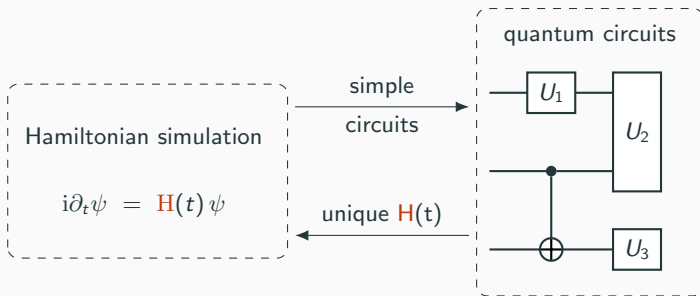 quantum circuits
Hamiltonian simulation
i∂ₜψ = H(t) ψ
simple
circuits
unique H(t)
U₁
U₂
U₃